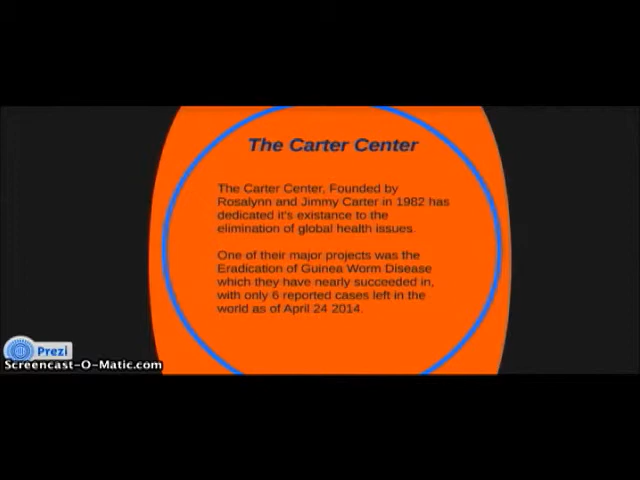 The Carter Center
The Carter Center, Founded by
Rosalynn and Jimmy Carter in 1982 has
dedicated it's existance to the
elimination of global health issues.
One of their major projects was the
Eradication of Guinea Worm Disease
which they have nearly succeeded in,
with only 6 reported cases left in the
world as of April 24 2014.
Prezi
Screencast-O-Matic.com